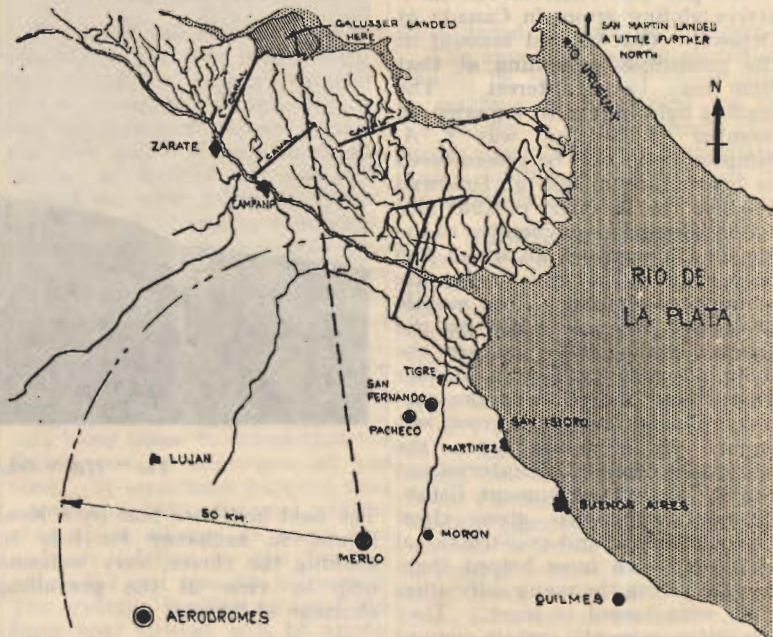 GALUSSER LANDED
HERE
SAN MARTIN LANDED
A LITTLE FURTHER
NORTH
RIO URUGUAY
N
CANAL
ZARATE
CANAL
CAMPANA
RIO DE
LA PLATA
TIGRE
SAN
FERNANDO
PACHECO
SAN ISIDRO
MARTINEZ
LUJAN
50 KM.
BUENOS AIRES
MORON
MERLO
QUILMES
AERODROMES